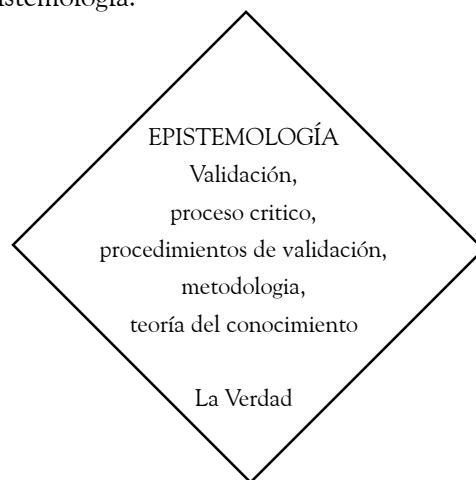 EPISTEMOLOGÍA
Validación,
proceso critico,
procedimientos de validación,
metodologia,
teoría del conocimiento
La Verdad